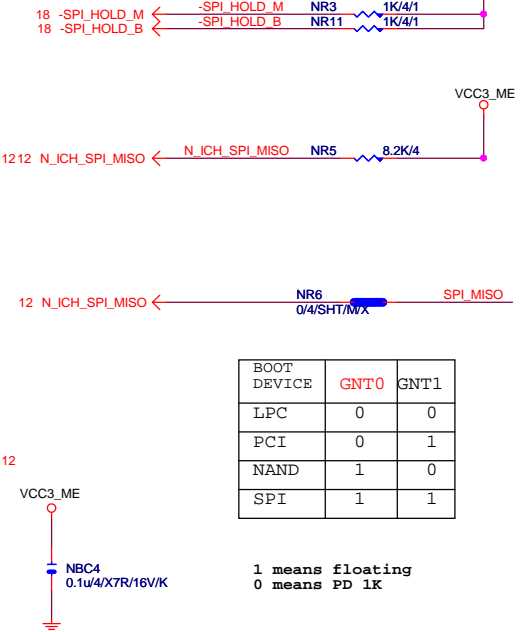 -SPI_HOLD_M NR3 1K/4/1
18 -SPI_HOLD_M
-SPI_HOLD_B NR11 1K/4/1
18 -SPI_HOLD_B
VCC3_ME
1212 N_ICH_SPI_MISO N_ICH_SPI_MISO NR5 8.2K/4
12 N_ICH_SPI_MISO NR6 SPI_MISO
0/4/SHT/M/X
BOOT
DEVICE GNT0 GNT1
LPC 0 0
PCI 0 1
NAND 1 0
SPI 1 1
12
VCC3_ME
NBC4
0.1u/4/X7R/16V/K
1 means floating
0 means PD 1K